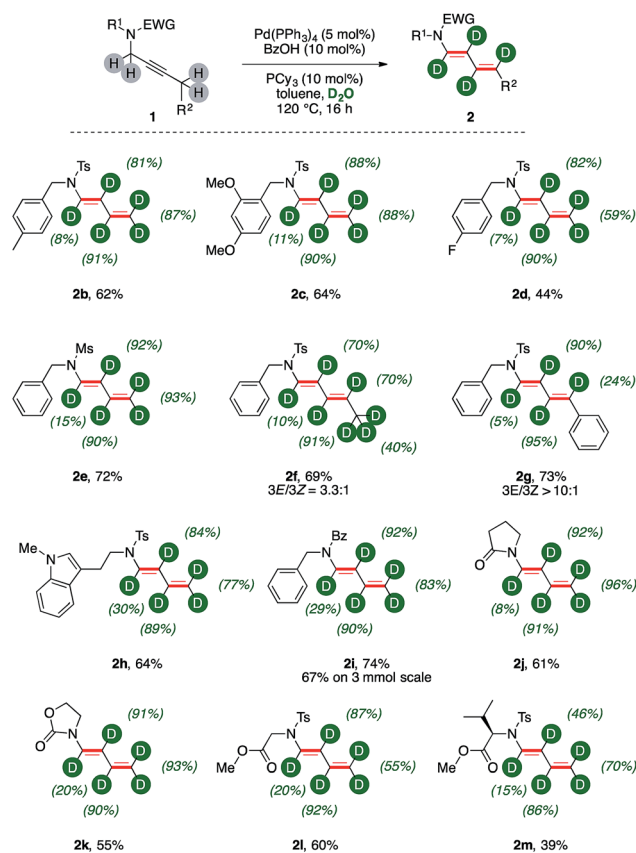 R¹ EWG
N
H
H
H
H
R²
1
Pd(PPh₃)₄ (5 mol%)
BzOH (10 mol%)
PCy₃ (10 mol%)
toluene, D₂O
120 °C, 16 h
EWG
R¹ N D D
D D R²
2
Ts (81%)
N D
D D (87%)
(8%) D D
(91%)
2b, 62%
MeO Ts (88%)
N D
D D (88%)
MeO (11%) D D
(90%)
2c, 64%
Ts (82%)
N D
D D (59%)
F (7%) D D
(90%)
2d, 44%
Ms (92%)
N D
D D (93%)
(15%) D D
(90%)
2e, 72%
Ts (70%)
N D
D D (70%)
(10%) D D
(91%) D D (40%)
2f, 69%
3E/3Z = 3.3:1
Ts (90%)
N D
D D (24%)
(5%) D
(95%)
2g, 73%
3E/3Z > 10:1
Me Ts (84%)
N N D
D D (77%)
(30%) D D
(89%)
2h, 64%
Bz (92%)
N D
D D (83%)
(29%) D D
(90%)
2i, 74%
67% on 3 mmol scale
O N (92%)
D
D D (96%)
(8%) D D
(91%)
2j, 61%
O (91%)
O N D
D D (93%)
(20%) D D
(90%)
2k, 55%
Ts (87%)
N D
O D D (55%)
MeO (20%) D D
(92%)
2l, 60%
Ts (46%)
N D
O D D (70%)
MeO (15%) D D
(86%)
2m, 39%